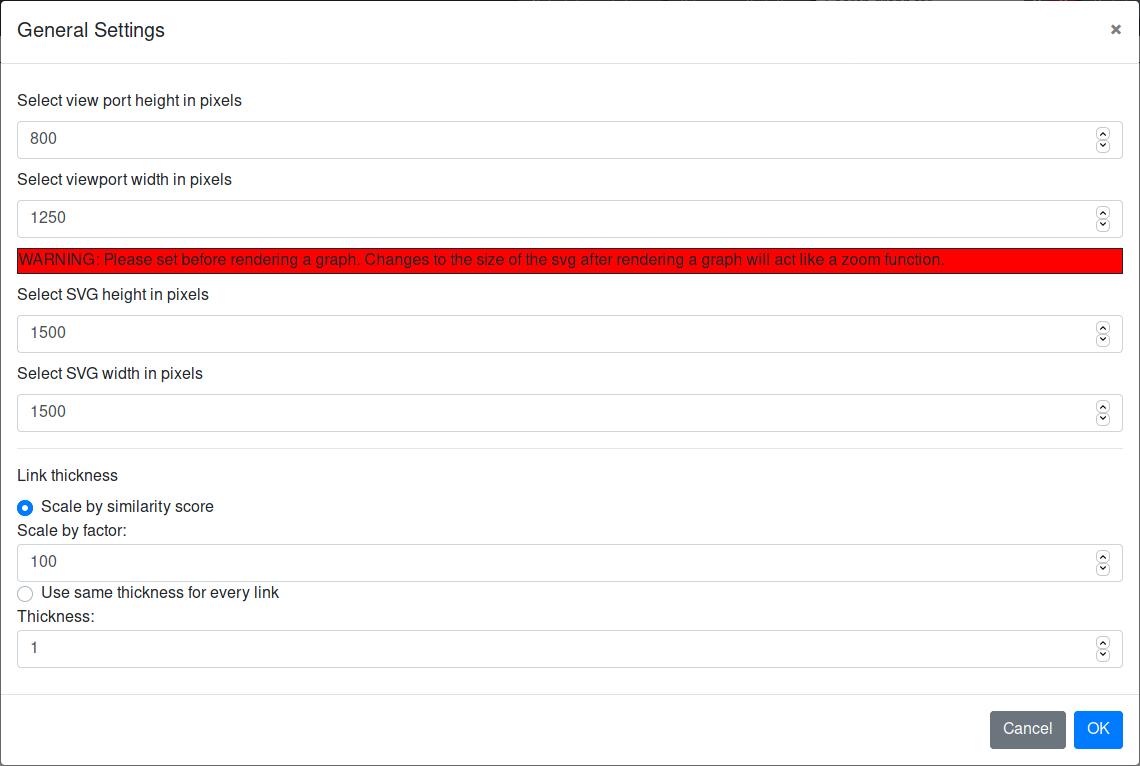 General Settings
×
Select view port height in pixels
800
Select viewport width in pixels
1250
WARNING: Please set before rendering a graph. Changes to the size of the svg after rendering a graph will act like a zoom function.
Select SVG height in pixels
1500
Select SVG width in pixels
1500
Link thickness
Scale by similarity score
Scale by factor:
100
Use same thickness for every link
Thickness:
1
Cancel OK